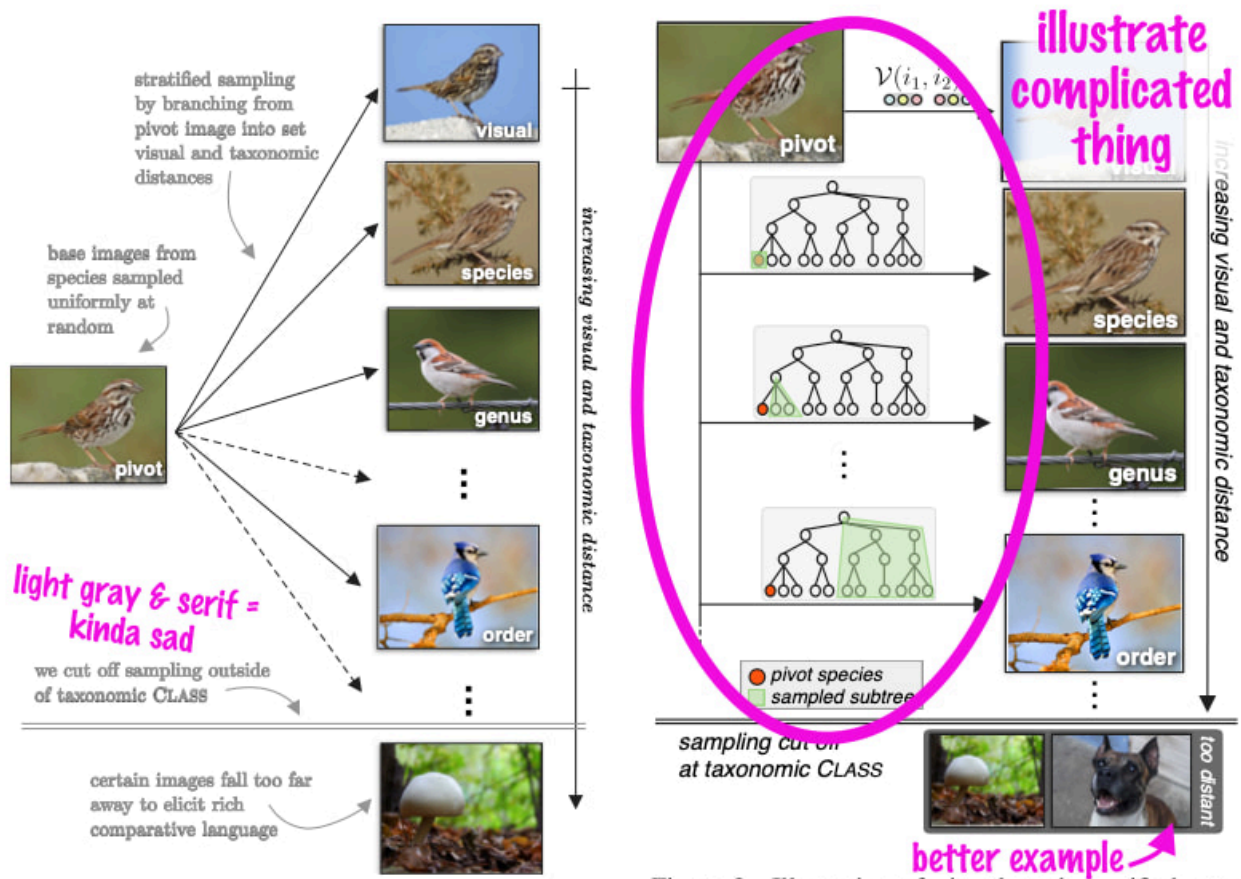 stratified sampling
by branching from
pivot image into set
visual and taxonomic
distances
base images from
species sampled
uniformly at
random
pivot
visual
species
genus
order
increasing visual and taxonomic distance
light gray & serif =
kinda sad
we cut off sampling outside
of taxonomic CLASS
certain images fall too far
away to elicit rich
comparative language
pivot
V(i₁, i₂)
illustrate
complicated
thing
visual
species
genus
order
increasing visual and taxonomic distance
pivot species
sampled subtree
sampling cut off
at taxonomic CLASS
too distant
better example